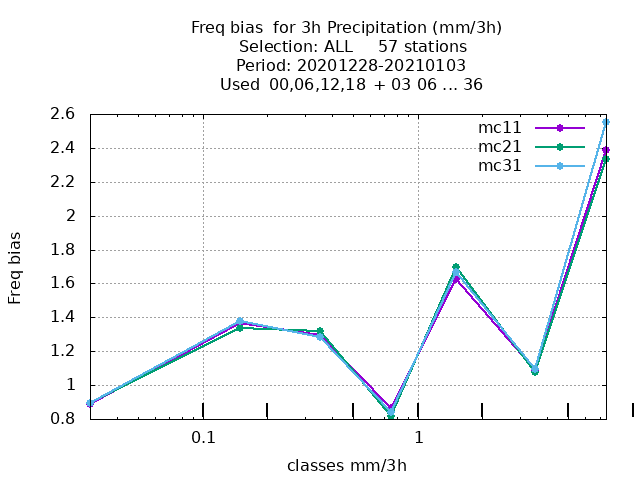 Freq bias  for 3h Precipitation (mm/3h)
Selection: ALL     57 stations
Period: 20201228-20210103
Used  00,06,12,18  + 03 06 ... 36
mc11
mc21
mc31
2.6
2.4
2.2
2
1.8
1.6
1.4
1.2
1
0.8
Freq bias
0.1
1
classes mm/3h